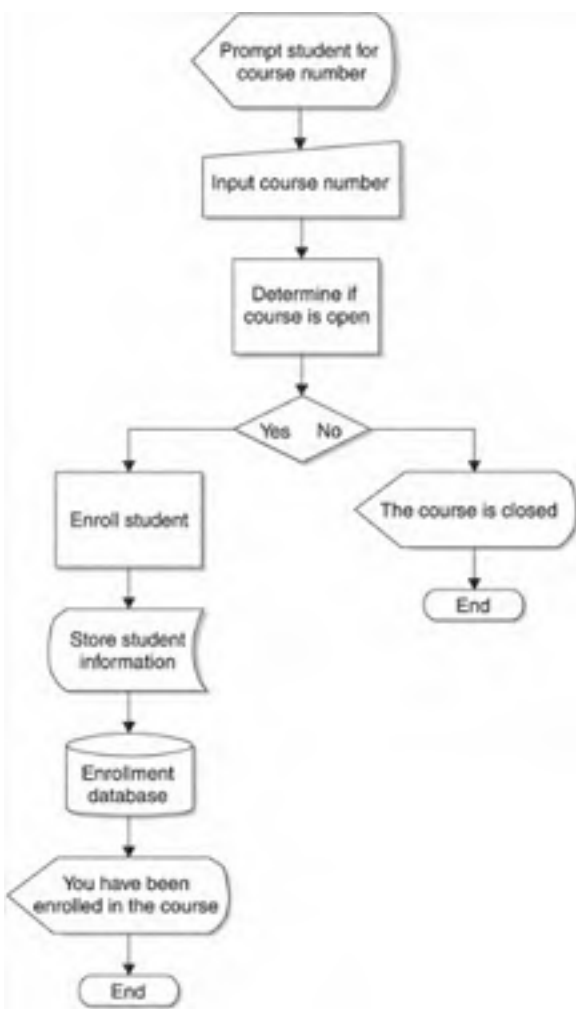 Prompt student for
course number
Input course number
Determine if
course is open
Yes No
Enroll student
The course is closed
End
Store student
information
Enrollment
database
You have been
enrolled in the course
End